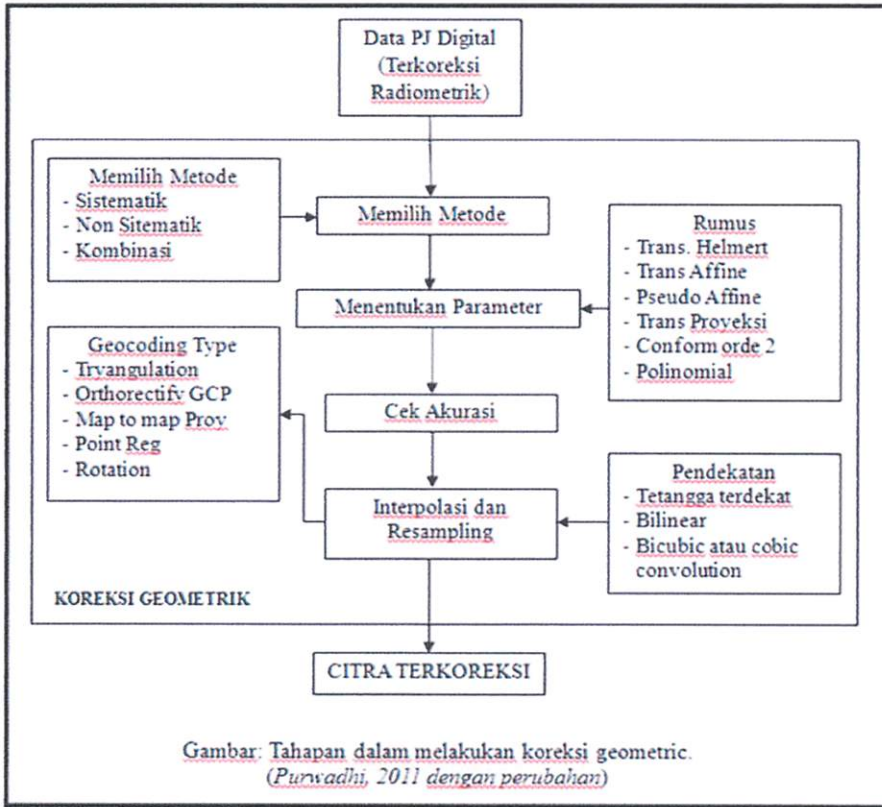 Data PJ Digital
(Terkoreksi
Radiometrik)
Memilih Metode
- Sistematik
- Non Sitematik
- Kombinasi
Memilih Metode
Rumus
- Trans. Helmert
- Trans Affine
- Pseudo Affine
- Trans Proyeksi
- Conform orde 2
- Polinomial
Menentukan Parameter
Geocoding Type
- Tryangulation
- Orthorectify GCP
- Map to map Proy
- Point Reg
- Rotation
Cek Akurasi
Interpolasi dan
Resampling
Pendekatan
- Tetangga terdekat
- Bilinear
- Bicubic atau cobic
convolution
KOREKSI GEOMETRIK
CITRA TERKOREKSI
Gambar: Tahapan dalam melakukan koreksi geometric.
(Purwadhi, 2011 dengan perubahan)